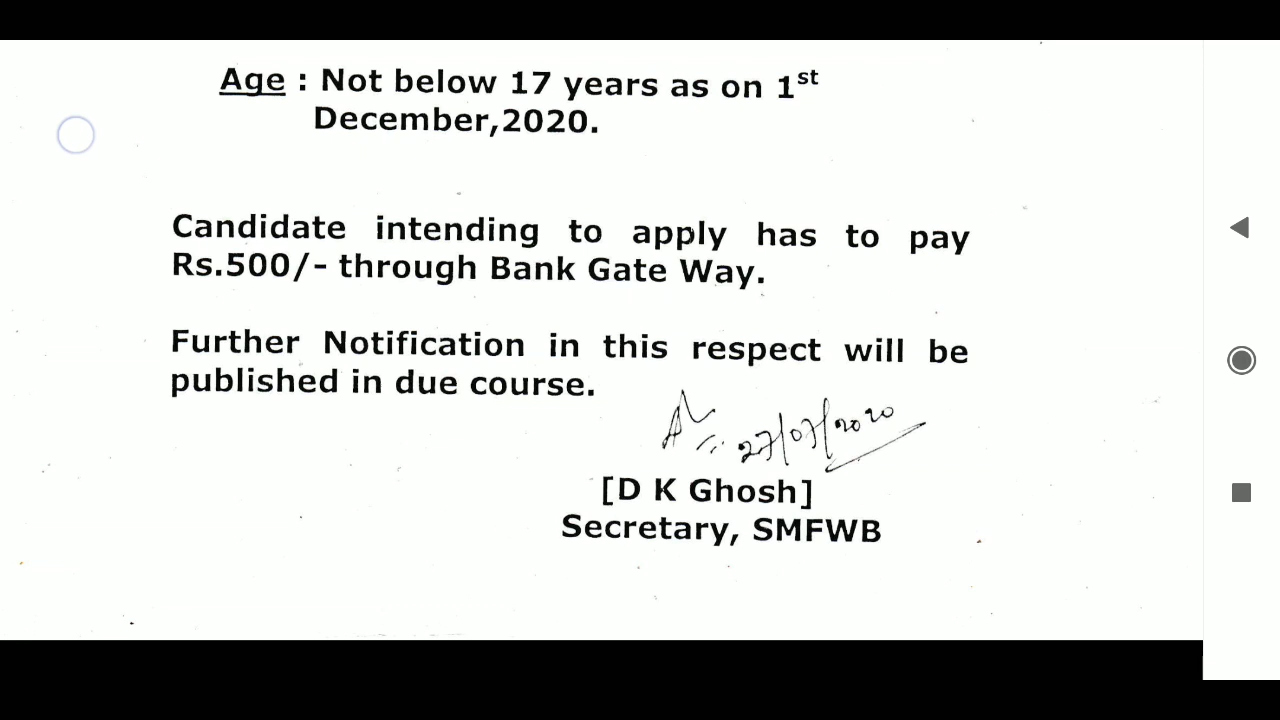 Age : Not below 17 years as on 1st
December,2020.
Candidate intending to apply has to pay
Rs.500/- through Bank Gate Way.
Further Notification in this respect will be
published in due course.
27/07/2020
[D K Ghosh]
Secretary, SMFWB